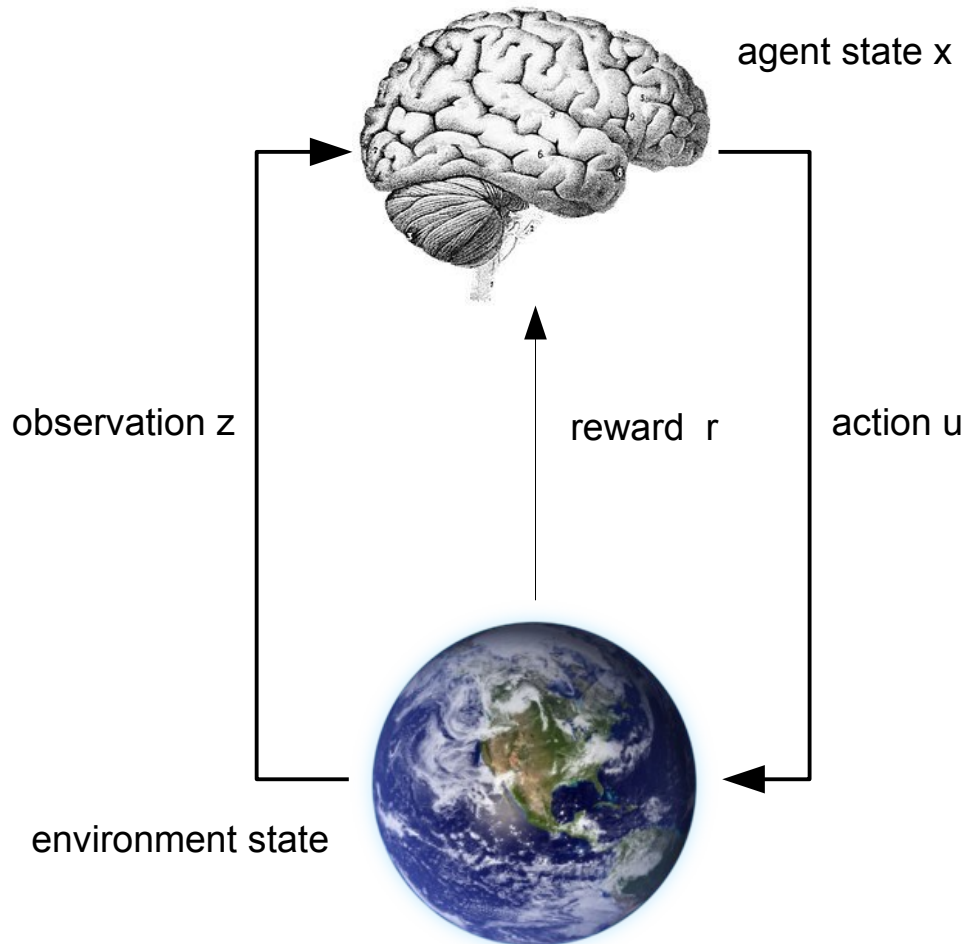 agent state x
observation z
reward r
action u
environment state